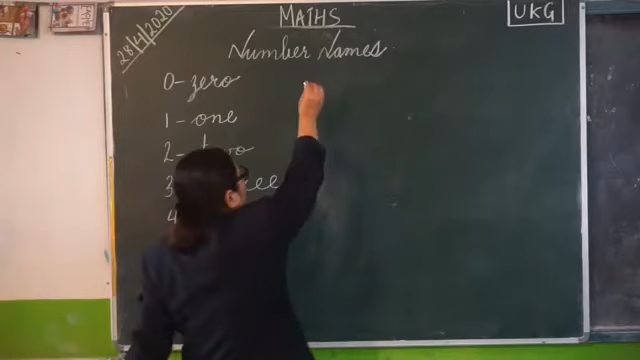 MATHS
UKG
28/4/2020
Number Names
0 - zero
1 - one
2 -
3
4